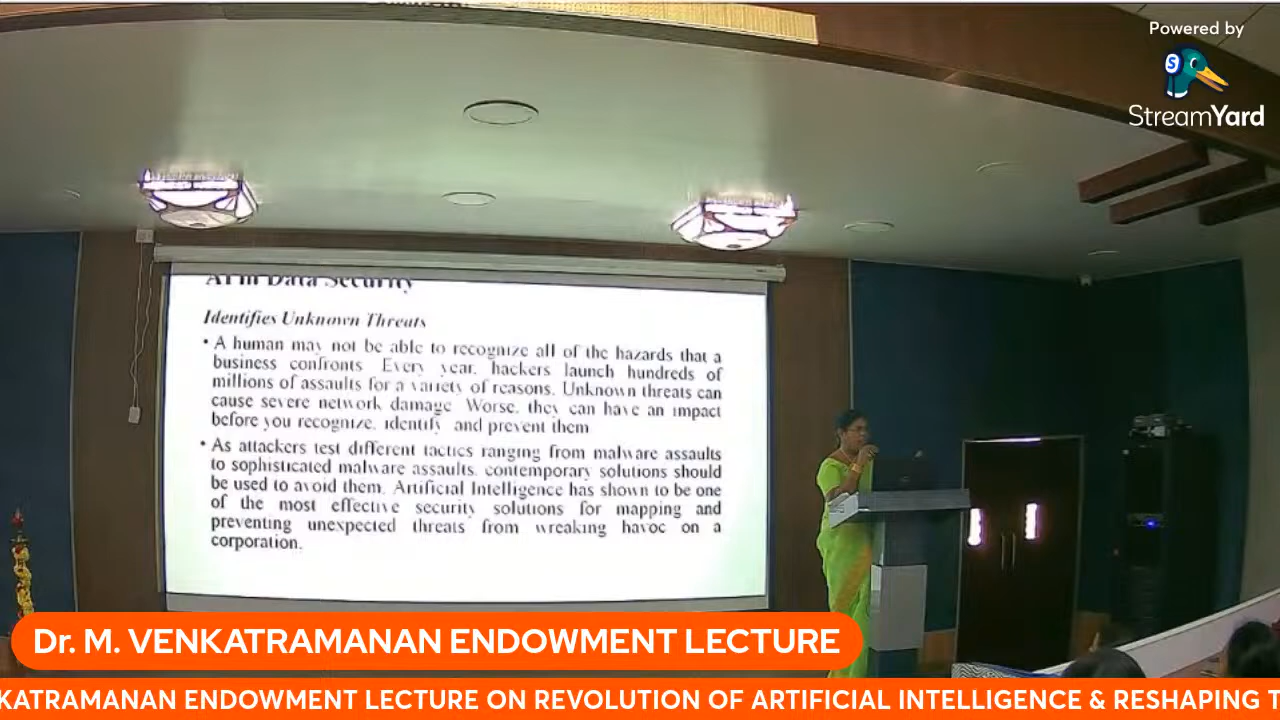 Powered by
StreamYard
AI in Data Security
Identifies Unknown Threats
• A human may not be able to recognize all of the hazards that a
business confronts. Every year, hackers launch hundreds of
millions of assaults for a variety of reasons. Unknown threats can
cause severe network damage. Worse, they can have an impact
before you recognize, identify and prevent them
• As attackers test different tactics ranging from malware assaults
to sophisticated malware assaults, contemporary solutions should
be used to avoid them. Artificial Intelligence has shown to be one
of the most effective security solutions for mapping and
preventing unexpected threats from wreaking havoc on a
corporation.
Dr. M. VENKATRAMANAN ENDOWMENT LECTURE
KATRAMANAN ENDOWMENT LECTURE ON REVOLUTION OF ARTIFICIAL INTELLIGENCE & RESHAPING T